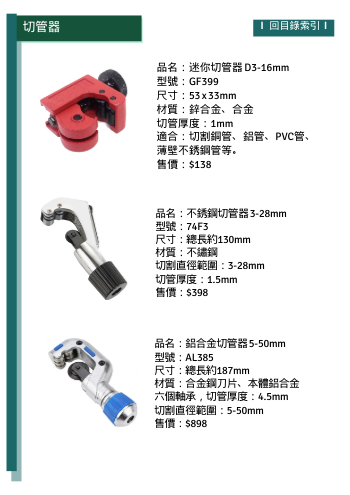 切管器
I 回目錄索引 I
品名：迷你切管器 D3-16mm
型號：GF399
尺寸：53 x 33mm
材質：鋅合金、合金
切管厚度：1mm
適合：切割銅管、鋁管、PVC管、
薄壁不銹鋼管等。
售價：$138
品名：不銹鋼切管器 3-28mm
型號：74F3
尺寸：總長約130mm
材質：不鏽鋼
切割直徑範圍：3-28mm
切管厚度：1.5mm
售價：$398
品名：鋁合金切管器 5-50mm
型號：AL385
尺寸：總長約187mm
材質：合金鋼刀片、本體鋁合金
六個軸承，切管厚度：4.5mm
切割直徑範圍：5-50mm
售價：$898